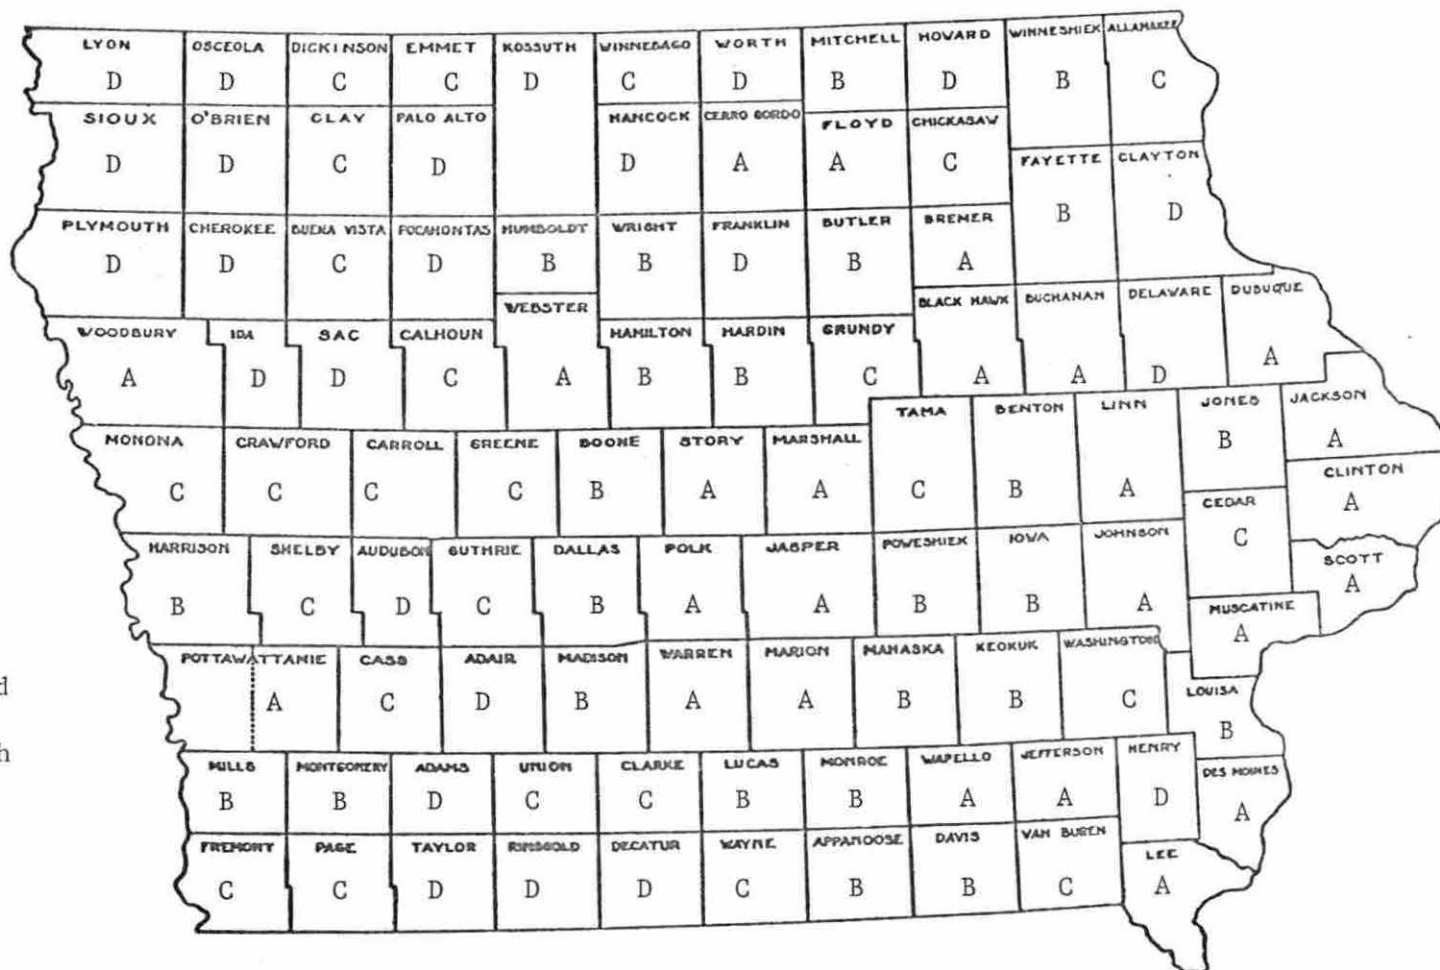 LYON OSCEOLA DICKINSON EMMET KOSSUTH WINNEBAGO WORTH MITCHELL HOWARD WINNESHIEK ALLAMAKEE
D D C C D C D B D B C
SIOUX O'BRIEN CLAY PALO ALTO HANCOCK CERRO GORDO FLOYD CHICKASAW
D D C D D A A C
FAYETTE CLAYTON
B D
PLYMOUTH CHEROKEE BUENA VISTA POCAHONTAS HUMBOLDT WRIGHT FRANKLIN BUTLER BREMER
D D C D B B D B A
WEBSTER BLACK HAWK BUCHANAN DELAWARE DUBUQUE
WOODBURY IDA SAC CALHOUN HAMILTON HARDIN GRUNDY
A D D C A B B C A A D A
TAMA BENTON LINN JONES JACKSON
B A
MONONA CRAWFORD CARROLL GREENE BOONE STORY MARSHALL
CLINTON
C C C C B A A C B A A
CEDAR
C
HARRISON SHELBY AUDUBON GUTHRIE DALLAS POLK JASPER POWESHIEK IOWA JOHNSON
SCOTT
A
B C D C B A A B B A
MUSCATINE
A
POTTAWATTAMIE CASS ADAIR MADISON WARREN MARION MAHASKA KEOKUK WASHINGTON
d
A C D B A A B B C
LOUISA
B
h
MILLS MONTGOMERY ADAMS UNION CLARKE LUCAS MONROE WAPELLO JEFFERSON HENRY
DES MOINES
B B D C C B B A A D A
FREMONT PAGE TAYLOR RINGGOLD DECATUR WAYNE APPANOOSE DAVIS VAN BUREN
LEE
C C D D D C B B C A